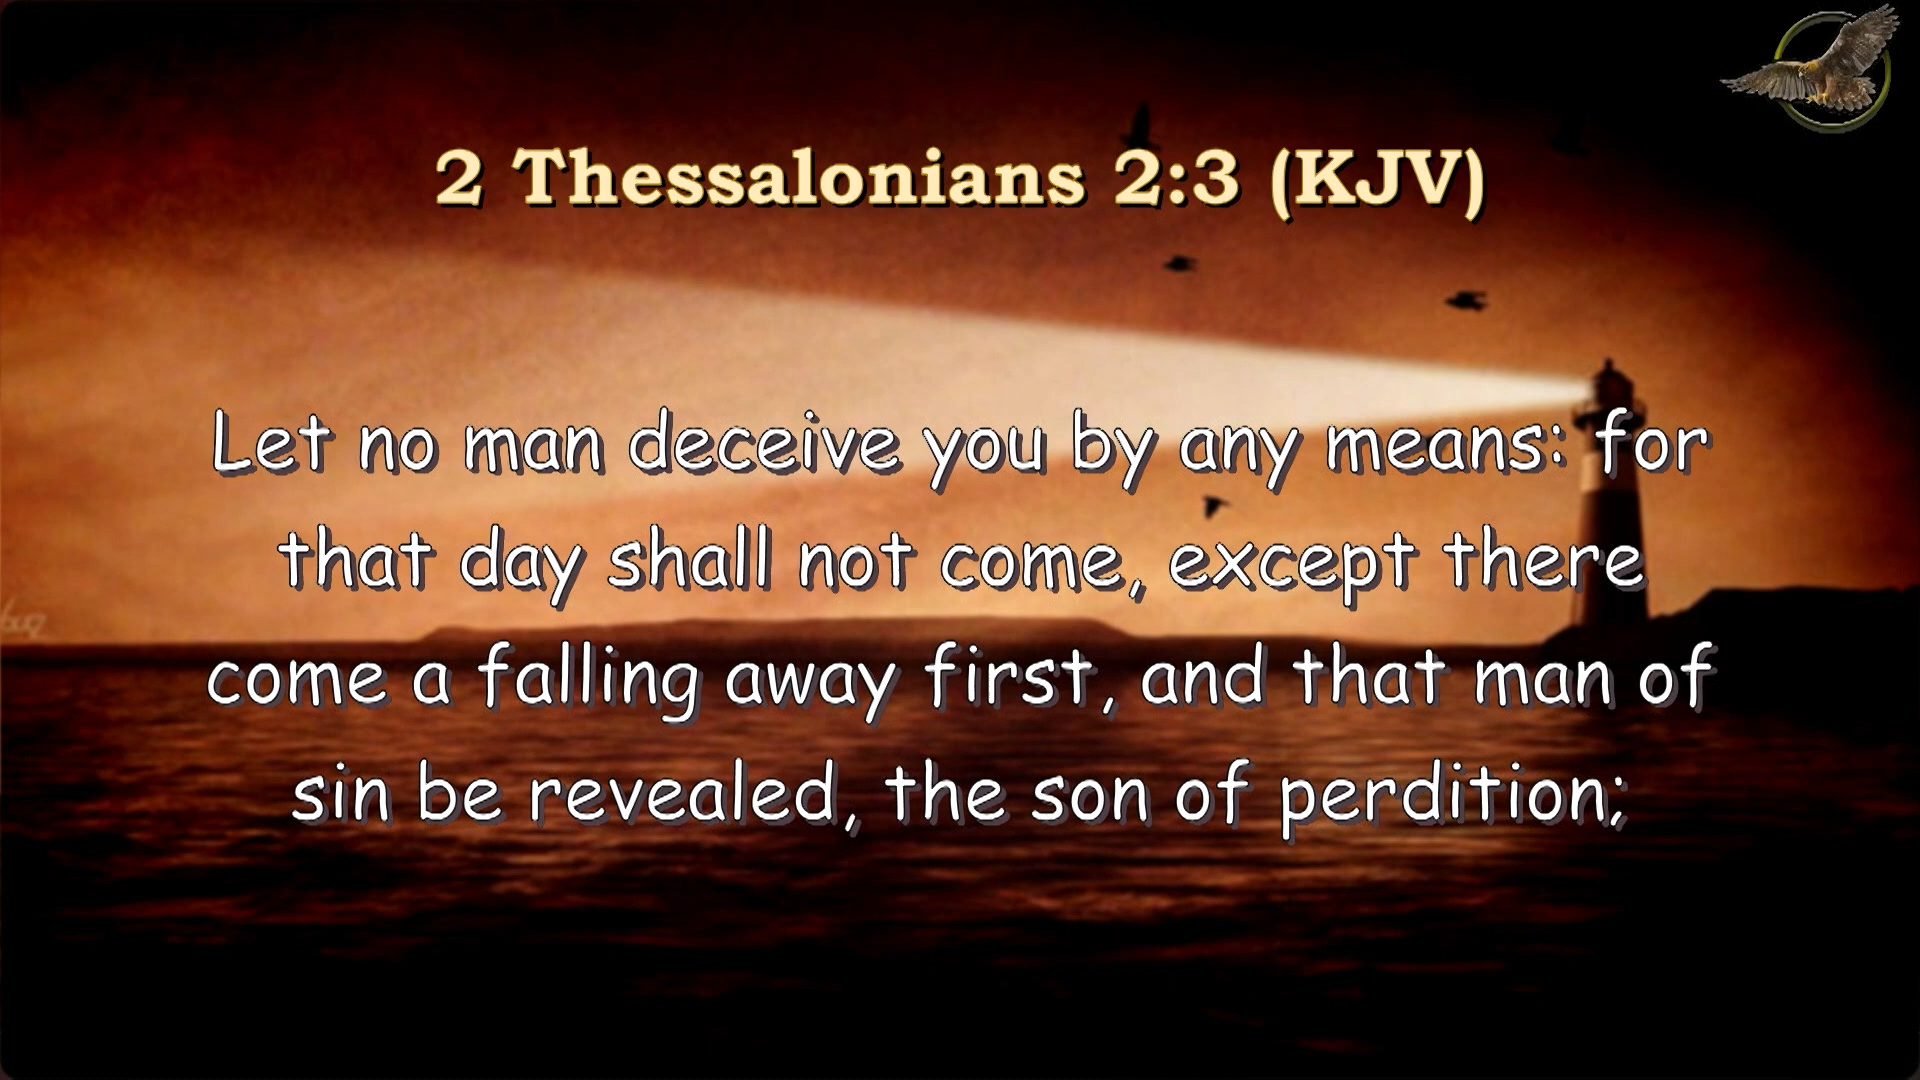 2 Thessalonians 2:3 (KJV)
Let no man deceive you by any means: for
that day shall not come, except there
come a falling away first, and that man of
sin be revealed, the son of perdition;